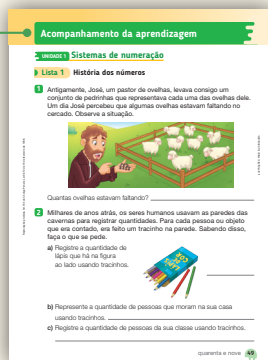 Acompanhamento da aprendizagem
UNIDADE 1 Sistemas de numeração
Lista 1 História dos números
1 Antigamente, José, um pastor de ovelhas, levava consigo um
conjunto de pedrinhas que representava cada uma das ovelhas dele.
Um dia José percebeu que algumas ovelhas estavam faltando no
cercado. Observe a situação.
Quantas ovelhas estavam faltando?
2 Milhares de anos atrás, os seres humanos usavam as paredes das
cavernas para registrar quantidades. Para cada pessoa ou objeto
que era contado, era feito um tracinho na parede. Sabendo disso,
faça o que se pede.
a) Registre a quantidade de
lápis que há na figura
ao lado usando tracinhos.
LÁPIS
DE COR
b) Represente a quantidade de pessoas que moram na sua casa
usando tracinhos.
c) Registre a quantidade de pessoas da sua classe usando tracinhos.
quarenta e nove 49